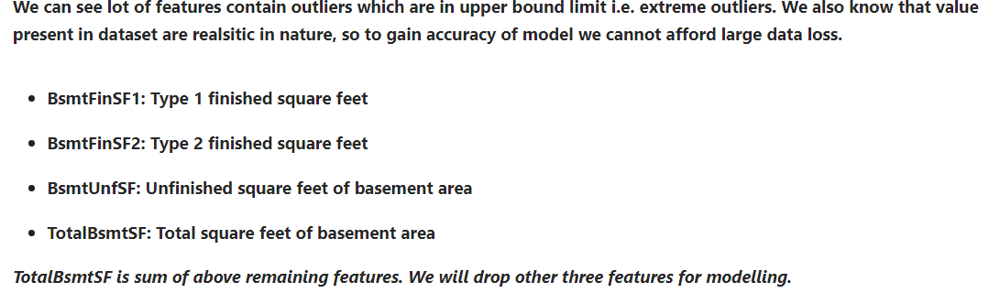 We can see lot of features contain outliers which are in upper bound limit i.e. extreme outliers. We also know that value
present in dataset are realsitic in nature, so to gain accuracy of model we cannot afford large data loss.
• BsmtFinSF1: Type 1 finished square feet
• BsmtFinSF2: Type 2 finished square feet
• BsmtUnfSF: Unfinished square feet of basement area
• TotalBsmtSF: Total square feet of basement area
TotalBsmtSF is sum of above remaining features. We will drop other three features for modelling.